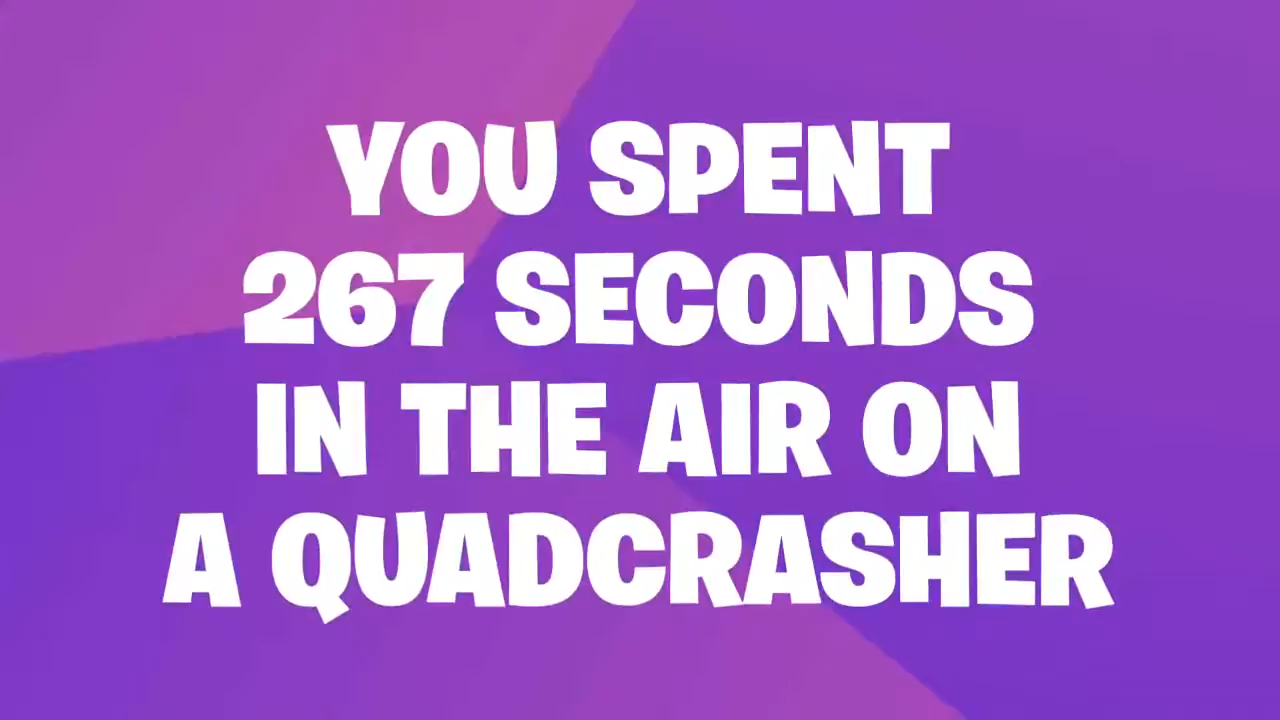 YOU SPENT
267 SECONDS
IN THE AIR ON
A QUADCRASHER